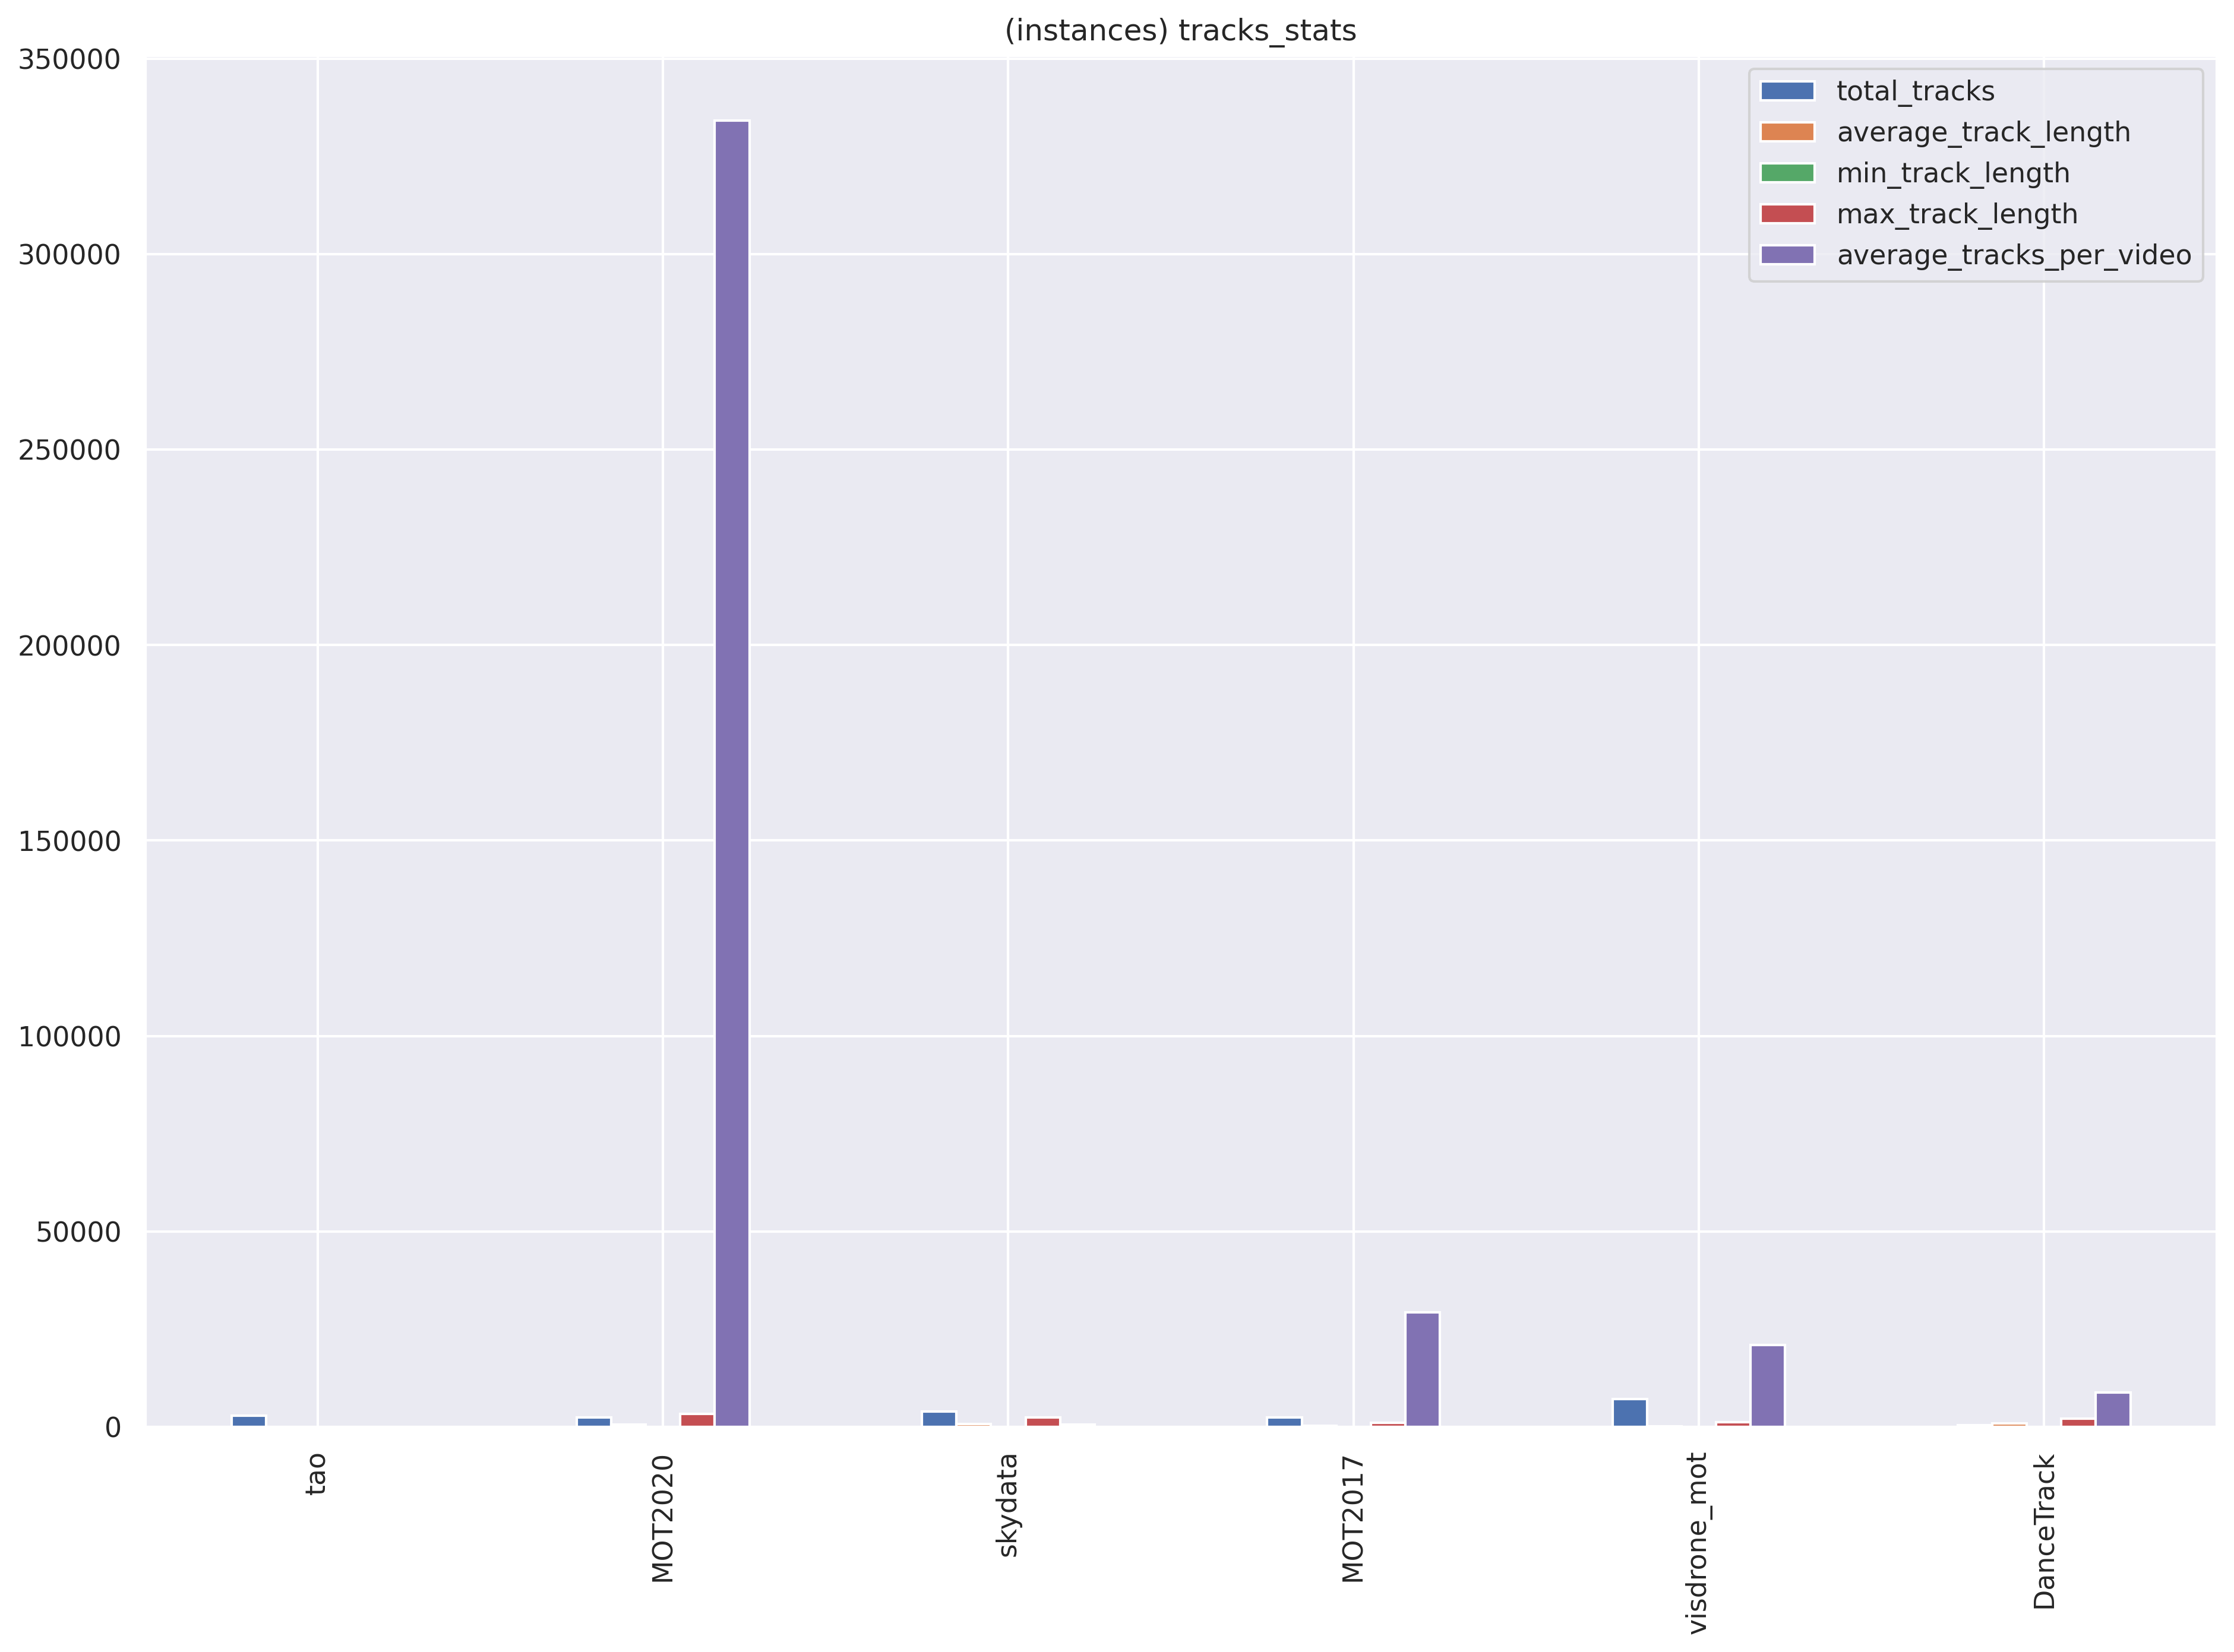 (instances) tracks_stats
350000
300000
250000
200000
150000
100000
50000
0
total_tracks
average_track_length
min_track_length
max_track_length
average_tracks_per_video
tao
MOT2020
skydata
MOT2017
visdrone_mot
DanceTrack